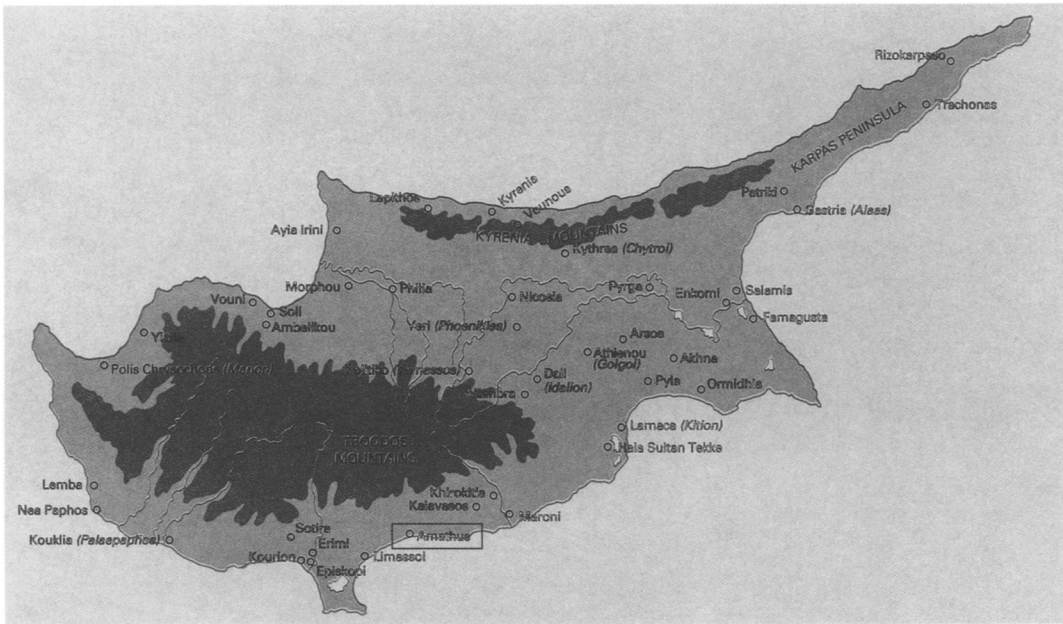 Rizokarpaso
Trachonas
KARPAS PENINSULA
Patriki
Gastria (Alaas)
Lapithos
Kyrenia
Vounous
Ayia Irini
KYRENIA MOUNTAINS
Kythrea (Chytroi)
Morphou
Philia
Nicosia
Pyrga
Enkomi
Salamis
Vouni
Soli
Ambelikou
Yeri (Phoenikias)
Famagusta
Arsos
Athienou
(Golgoi)
Akhna
Polis Chrysochous (Marion)
Dali
(Idalion)
Pyla
Ormidhia
Larnaca (Kition)
Hala Sultan Tekke
TROODOS
MOUNTAINS
Lemba
Nea Paphos
Khirokitia
Kalavasos
Maroni
Kouklia (Palaepaphos)
Sotira
Erimi
Amathus
Kourion
Episkopi
Limassol